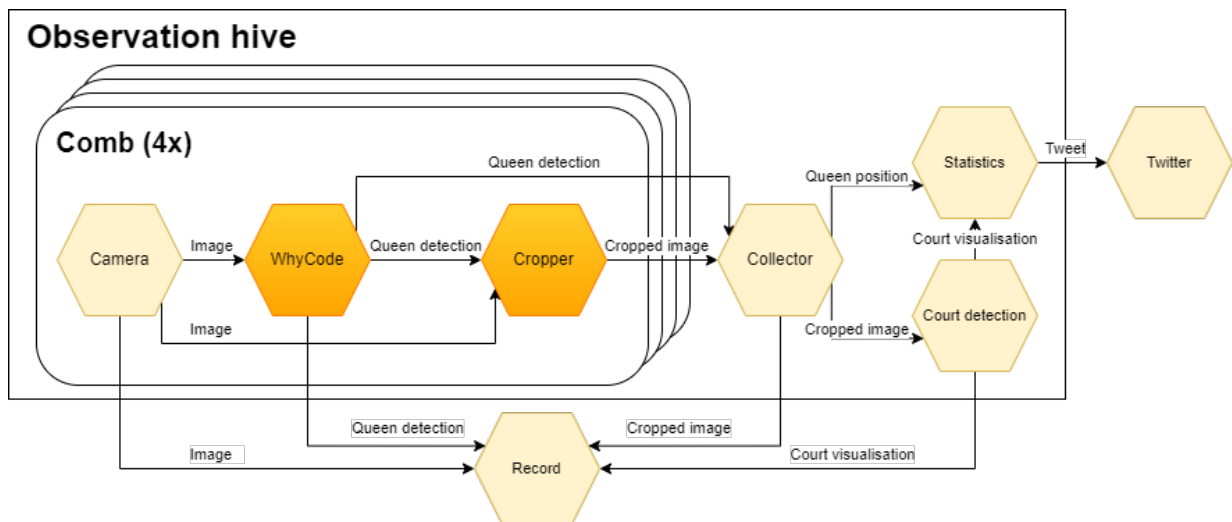 Observation hive
Comb (4x)
Queen detection
Tweet
Statistics
Twitter
Queen position
Image
Queen detection
Cropped image
Court visualisation
Camera
WhyCode
Cropper
Collector
Image
Cropped image
Court detection
Queen detection
Cropped image
Image
Court visualisation
Record